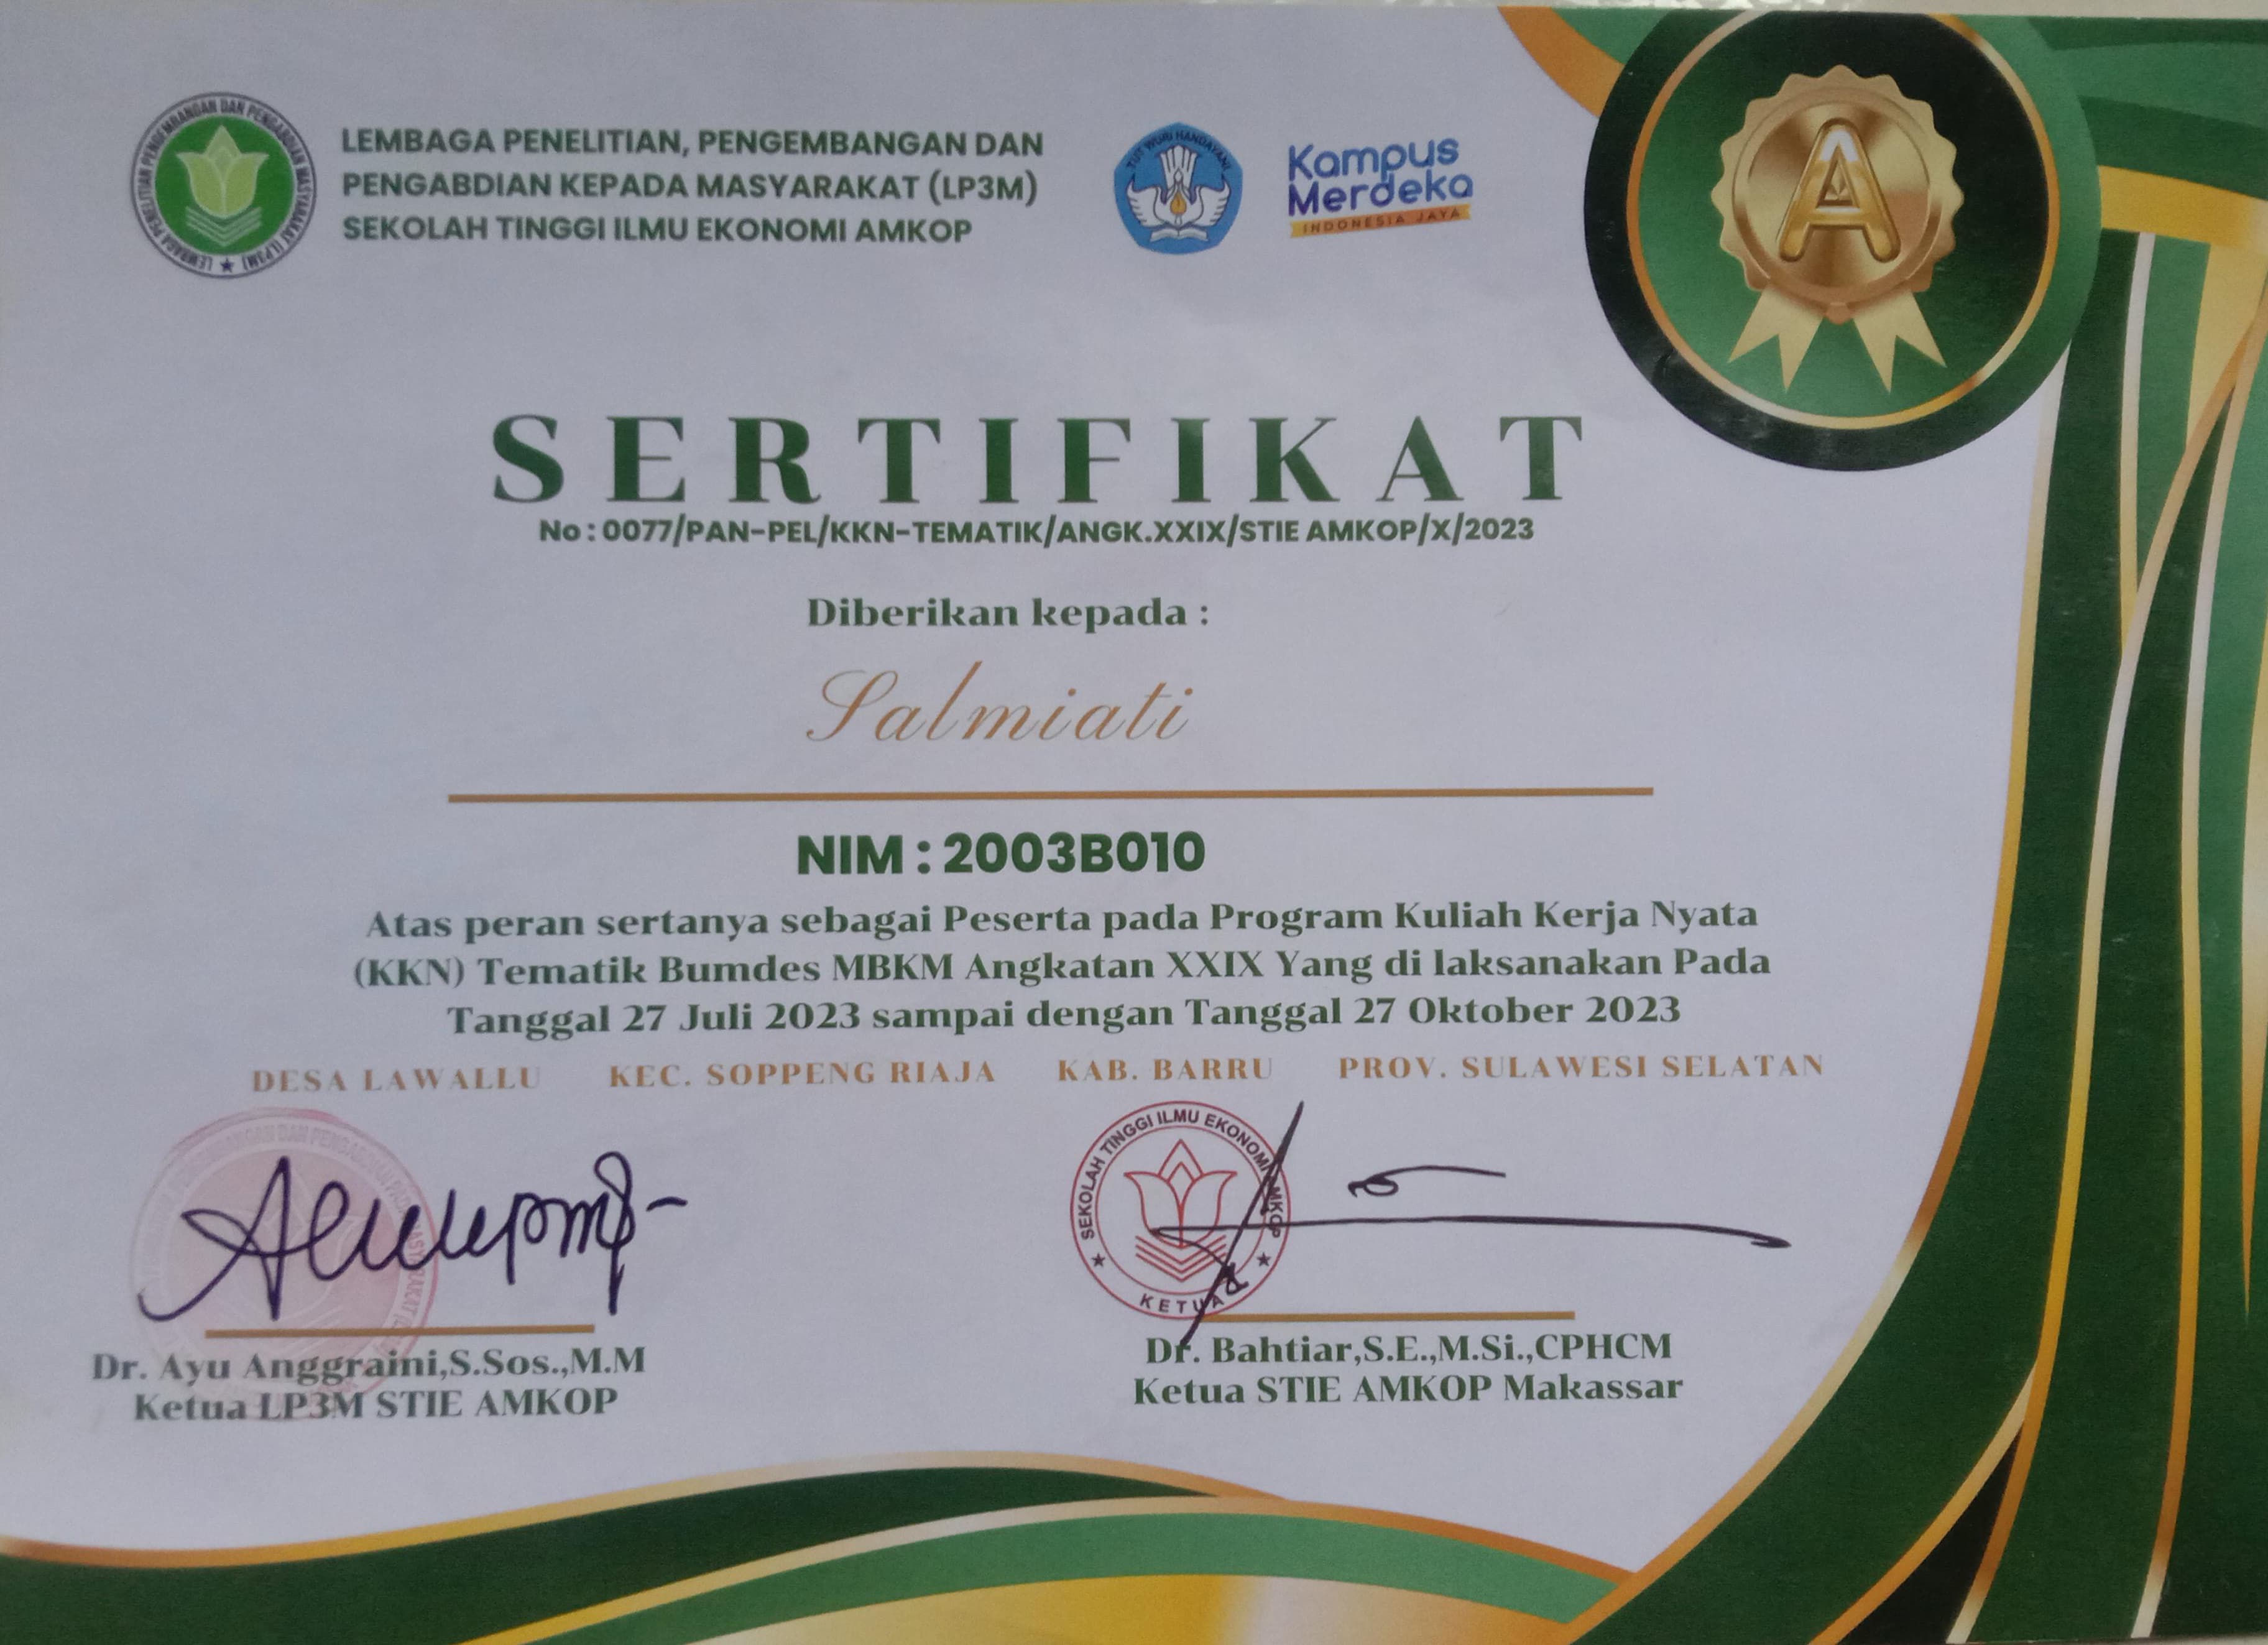 LEMBAGA PENELITIAN, PENGEMBANGAN DAN
PENGABDIAN KEPADA MASYARAKAT (LP3M)
SEKOLAH TINGGI ILMU EKONOMI AMKOP
LEMBAGA PENELITIAN PENGEMBANGAN DAN PENGABDIAN KEPADA MASYARAKAT (LP3M)
TUT WURI HANDAYANI
Kampus
Merdeka
INDONESIA JAYA
A
SERTIFIKAT
No : 0077/PAN-PEL/KKN-TEMATIK/ANGK.XXIX/STIE AMKOP/X/2023
Diberikan kepada :
Salmiati
NIM : 2003B010
Atas peran sertanya sebagai Peserta pada Program Kuliah Kerja Nyata
(KKN) Tematik Bumdes MBKM Angkatan XXIX Yang di laksanakan Pada
Tanggal 27 Juli 2023 sampai dengan Tanggal 27 Oktober 2023
DESA LAWALLU KEC. SOPPENG RIAJA KAB. BARRU PROV. SULAWESI SELATAN
SEKOLAH TINGGI ILMU EKONOMI AMKOP
KETUA
Dr. Ayu Anggraini,S.Sos.,M.M
Ketua LP3M STIE AMKOP
Dr. Bahtiar,S.E.,M.Si.,CPHCM
Ketua STIE AMKOP Makassar